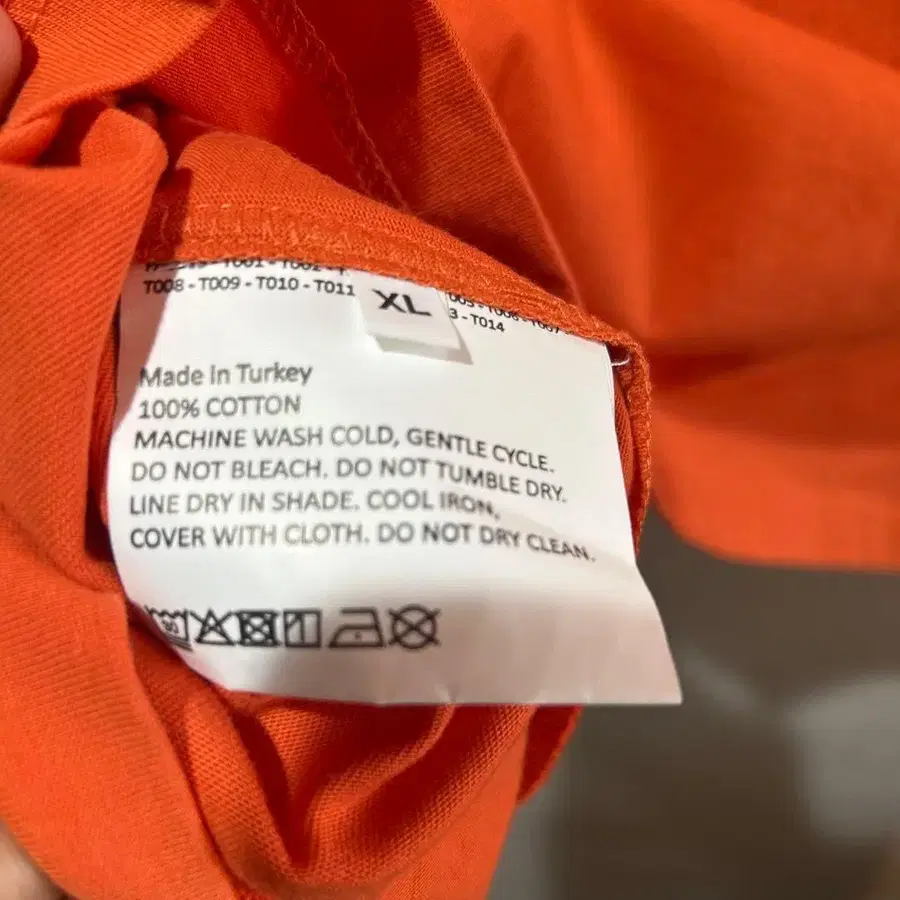 T008 - T009 - T010 - T011
XL
3 - T014
Made in Turkey
100% COTTON
MACHINE WASH COLD, GENTLE CYCLE.
DO NOT BLEACH. DO NOT TUMBLE DRY.
LINE DRY IN SHADE. COOL IRON,
COVER WITH CLOTH. DO NOT DRY CLEAN.